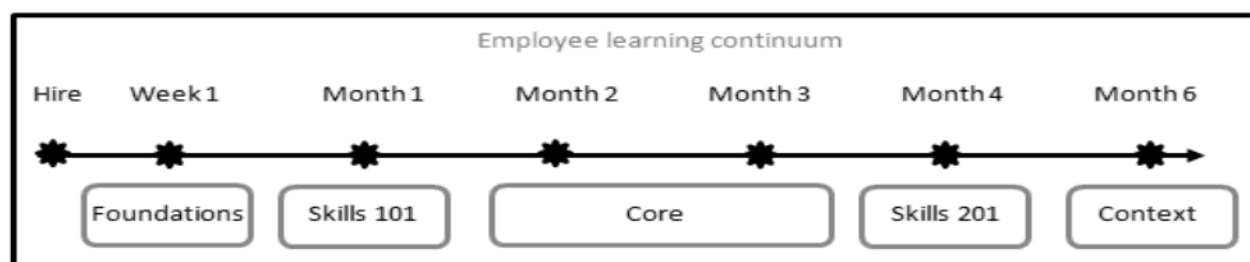 Employee learning continuum
Hire Week 1 Month 1 Month 2 Month 3 Month 4 Month 6
Foundations Skills 101 Core Skills 201 Context